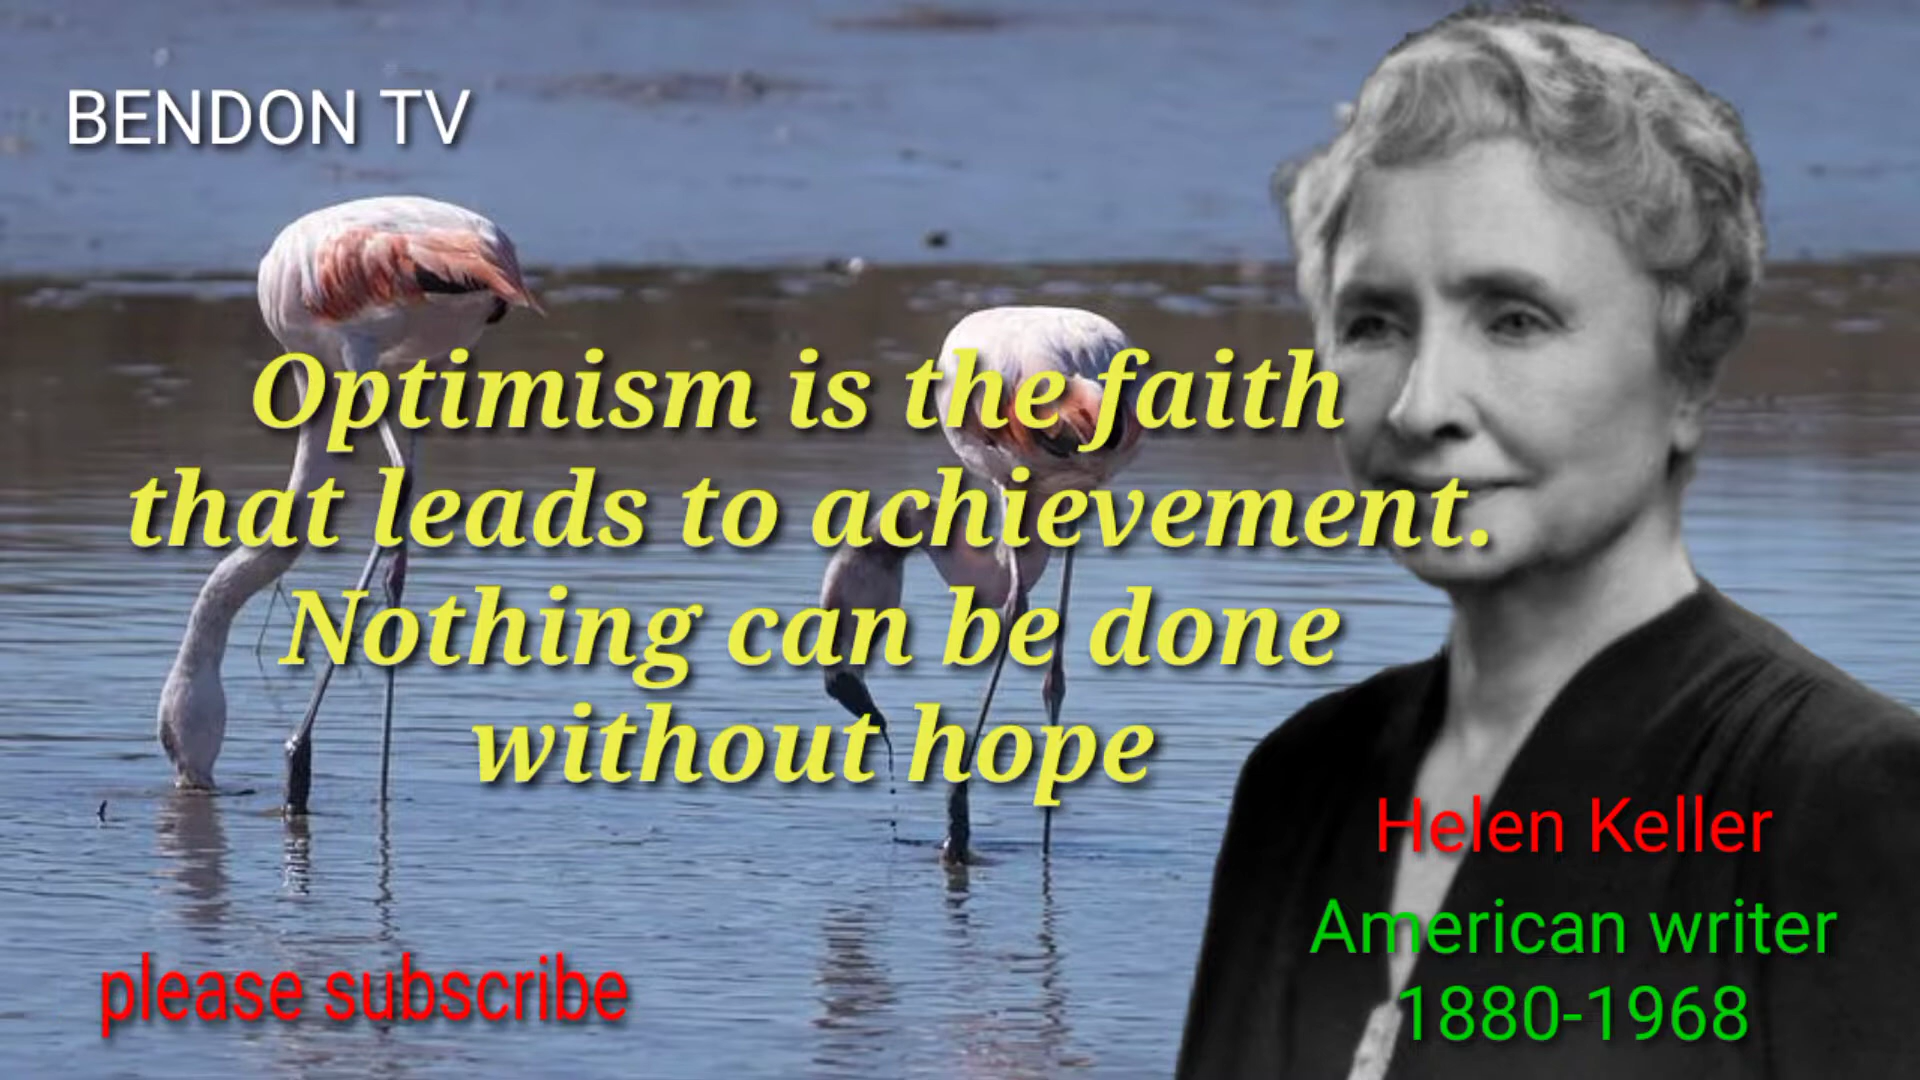 BENDON TV
Optimism is the faith
that leads to achievement.
Nothing can be done
without hope
Helen Keller
American writer
1880-1968
please subscribe